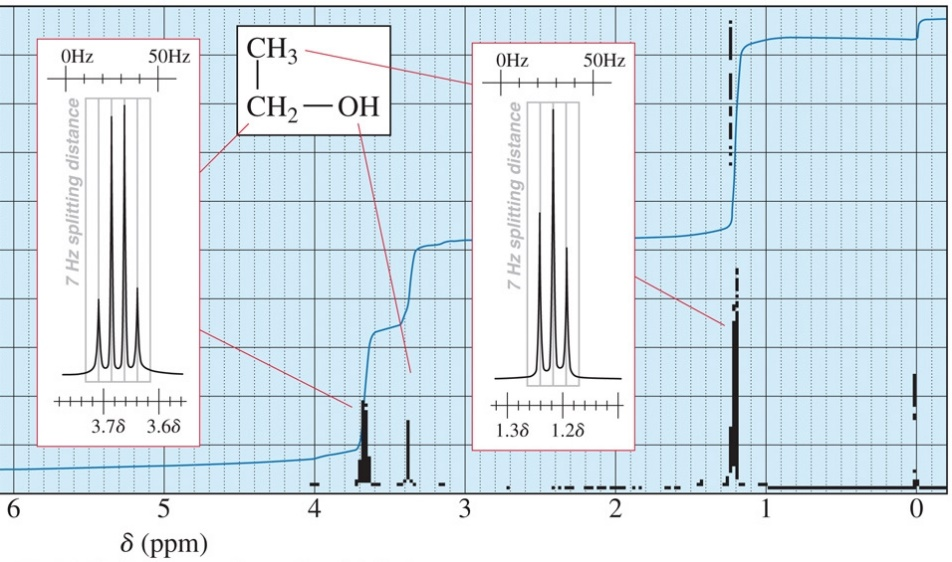 0Hz 50Hz
7 Hz splitting distance
3.7δ 3.6δ
CH3
CH2 — OH
0Hz 50Hz
7 Hz splitting distance
1.3δ 1.2δ
6 5 4 3 2 1 0
δ (ppm)